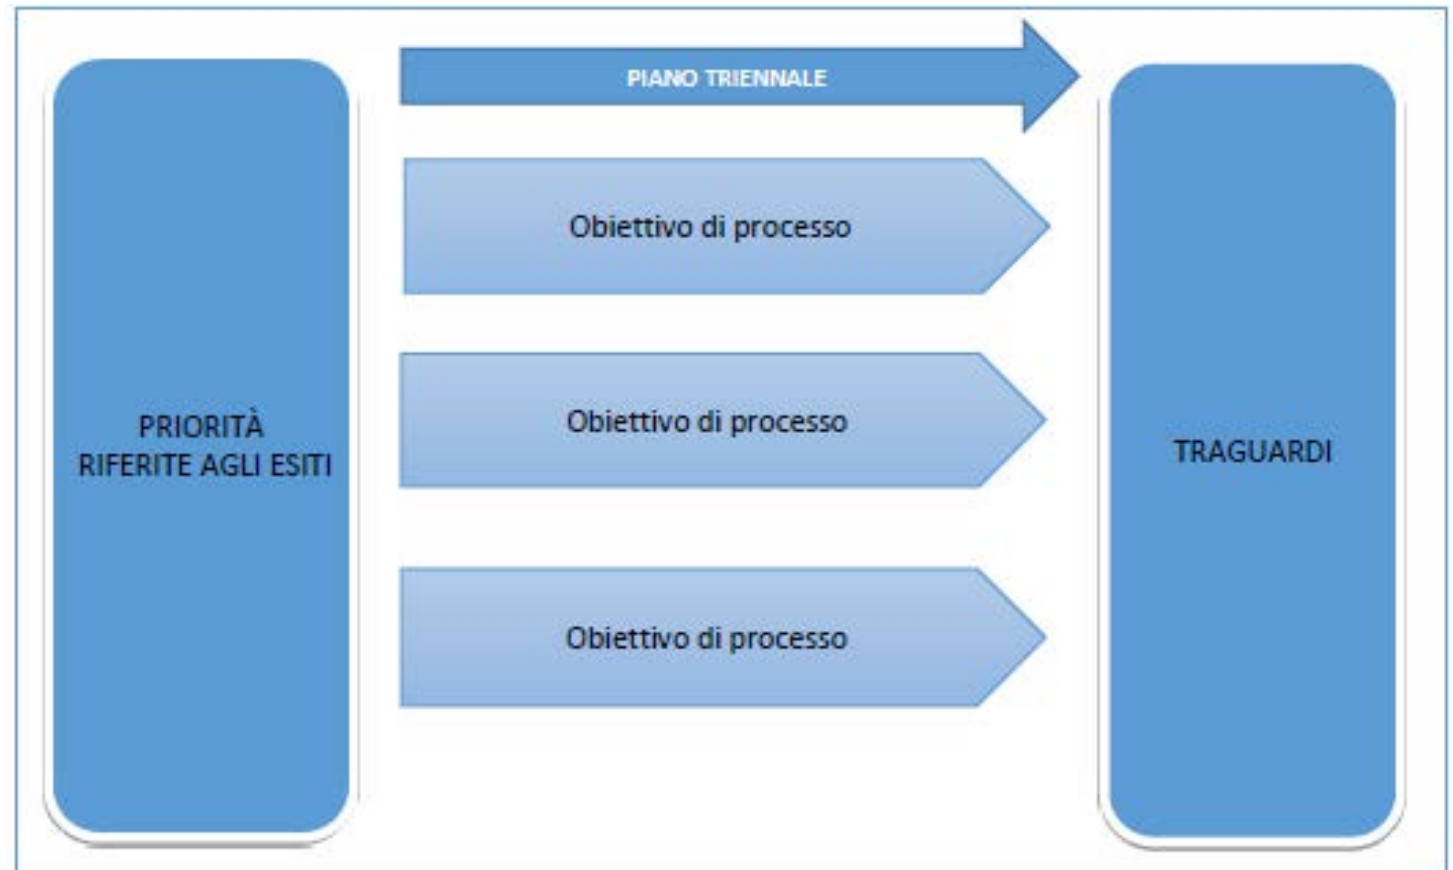 PIANO TRIENNALE
Obiettivo di processo
Obiettivo di processo
Obiettivo di processo
PRIORITÀ
RIFERITE AGLI ESITI
TRAGUARDI